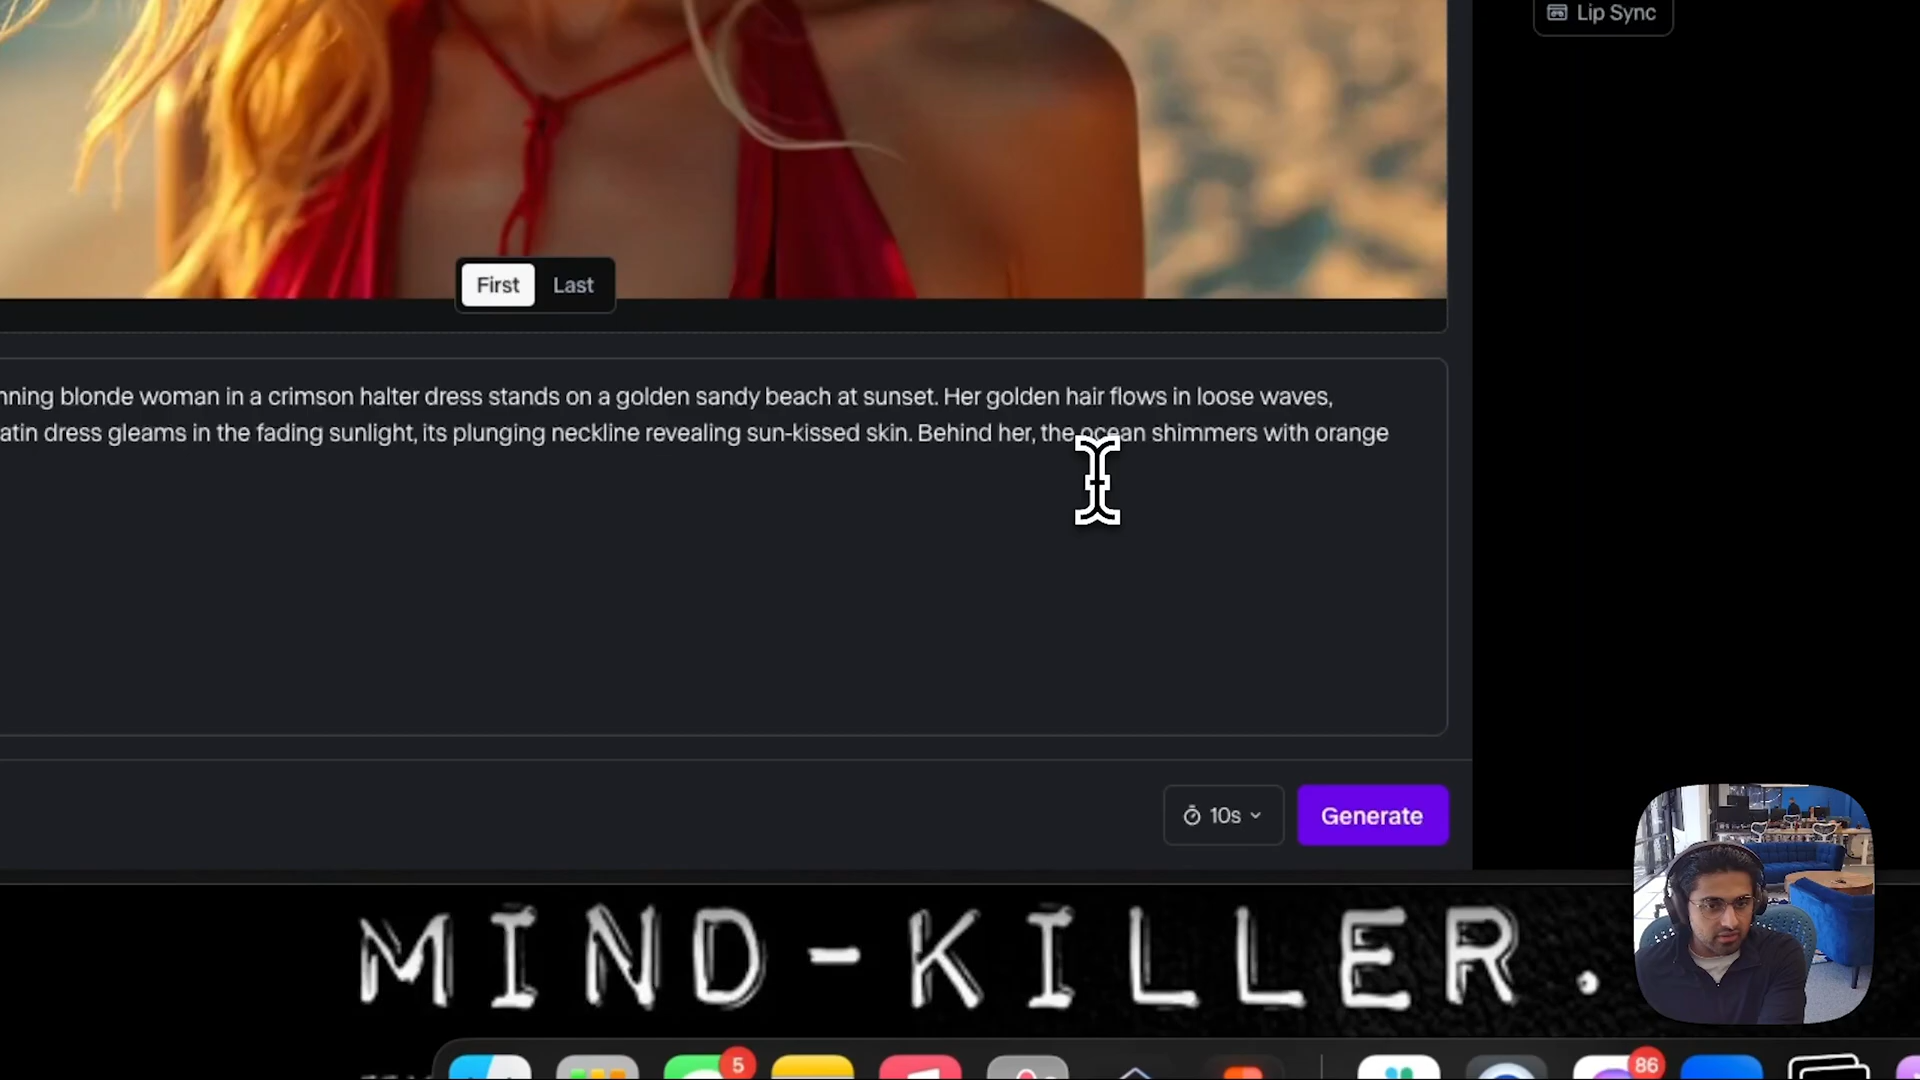 Lip Sync
First Last
blonde woman in a crimson halter dress stands on a golden sandy beach at sunset. Her golden hair flows in loose waves,
dress gleams in the fading sunlight, its plunging neckline revealing sun-kissed skin. Behind her, the ocean shimmers with orange
10s Generate
MIND-KILLER.
5 86